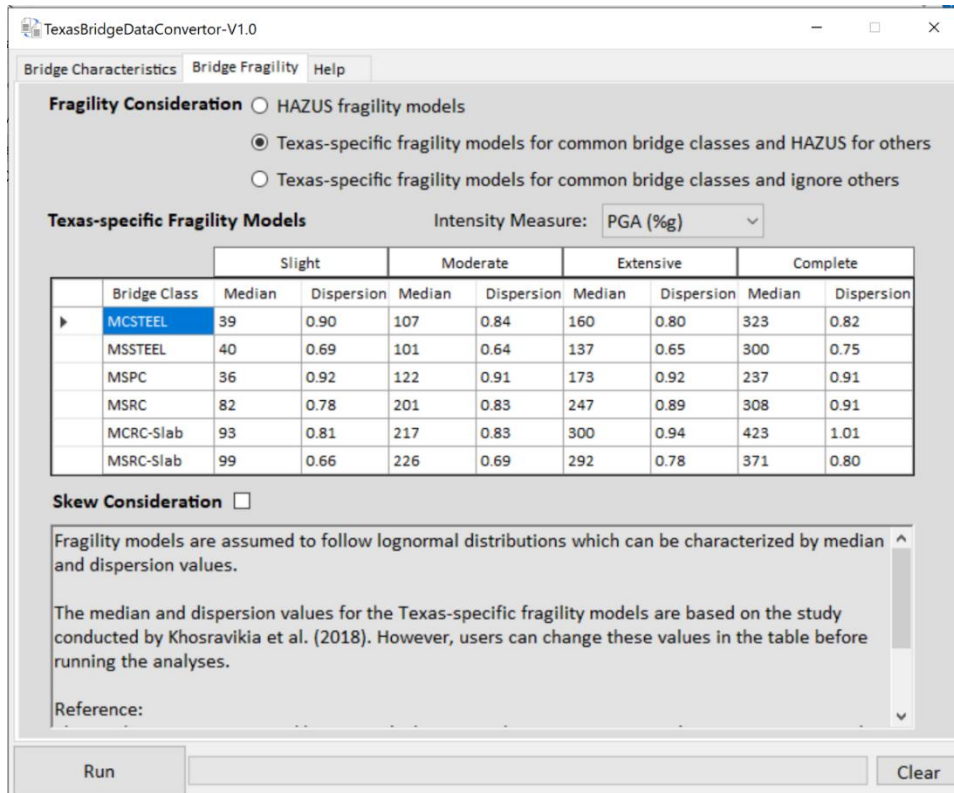 TexasBridgeDataConvertor-V1.0
Bridge Characteristics Bridge Fragility Help
Fragility Consideration HAZUS fragility models
Texas-specific fragility models for common bridge classes and HAZUS for others
Texas-specific fragility models for common bridge classes and ignore others
Texas-specific Fragility Models Intensity Measure: PGA (%g)
Slight Moderate Extensive Complete
Bridge Class Median Dispersion Median Dispersion Median Dispersion Median Dispersion
MCSTEEL 39 0.90 107 0.84 160 0.80 323 0.82
MSSTEEL 40 0.69 101 0.64 137 0.65 300 0.75
MSPC 36 0.92 122 0.91 173 0.92 237 0.91
MSRC 82 0.78 201 0.83 247 0.89 308 0.91
MCRC-Slab 93 0.81 217 0.83 300 0.94 423 1.01
MSRC-Slab 99 0.66 226 0.69 292 0.78 371 0.80
Skew Consideration
Fragility models are assumed to follow lognormal distributions which can be characterized by median
and dispersion values.
The median and dispersion values for the Texas-specific fragility models are based on the study
conducted by Khosravikia et al. (2018). However, users can change these values in the table before
running the analyses.
Reference:
Run Clear